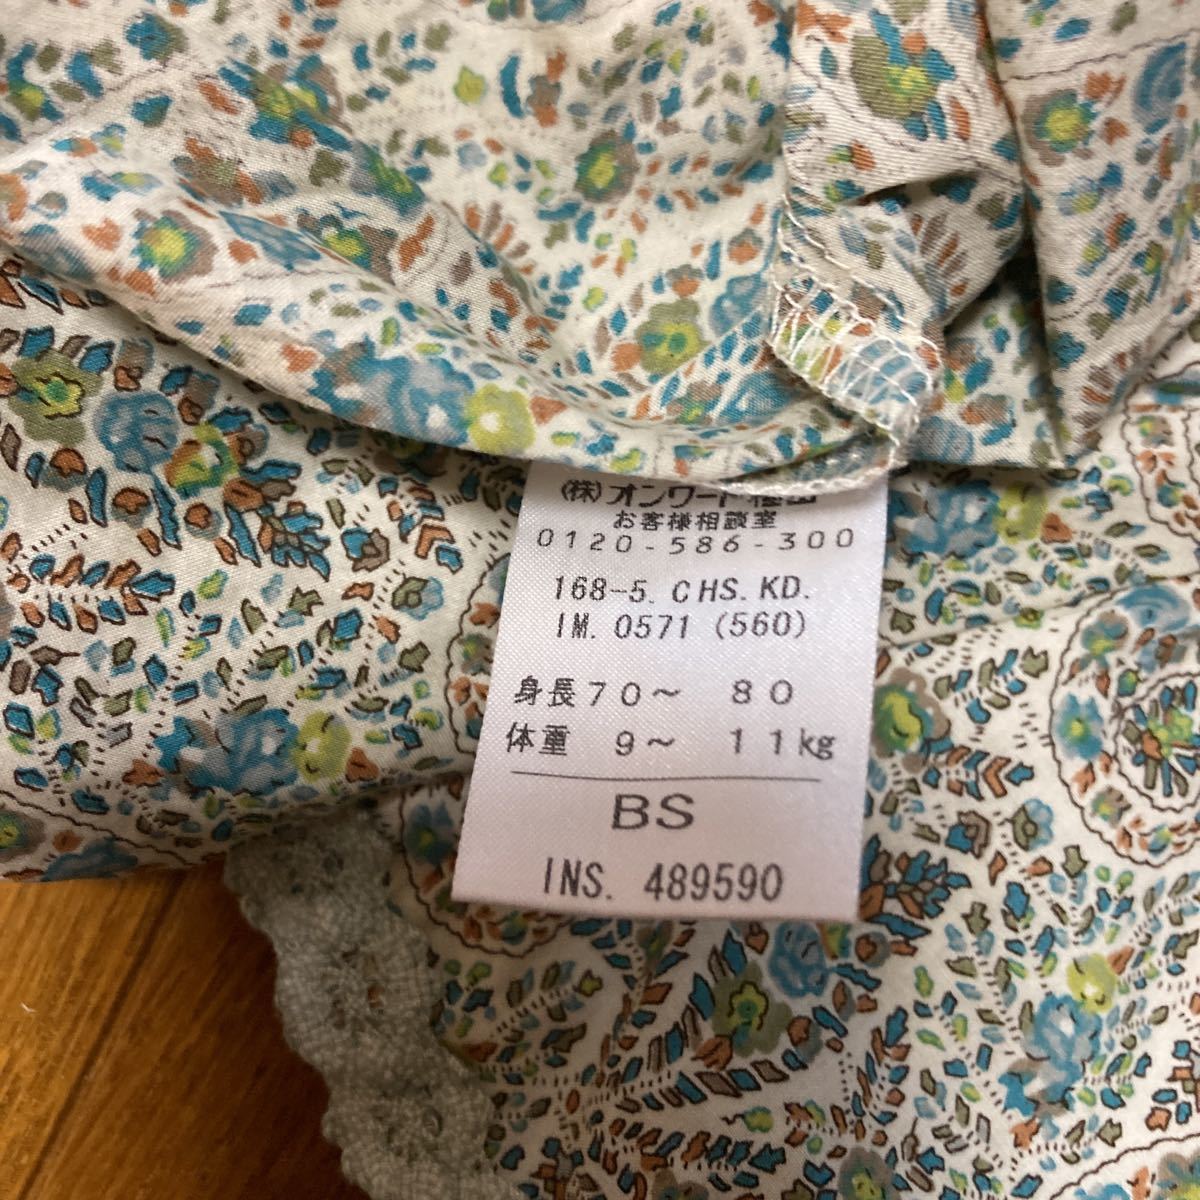 (株)オンワード樫山
お客様相談室
0120-586-300
168-5. CHS. KD.
IM. 0571 (560)
身長70〜 80
体重 9〜 11kg
BS
INS. 489590